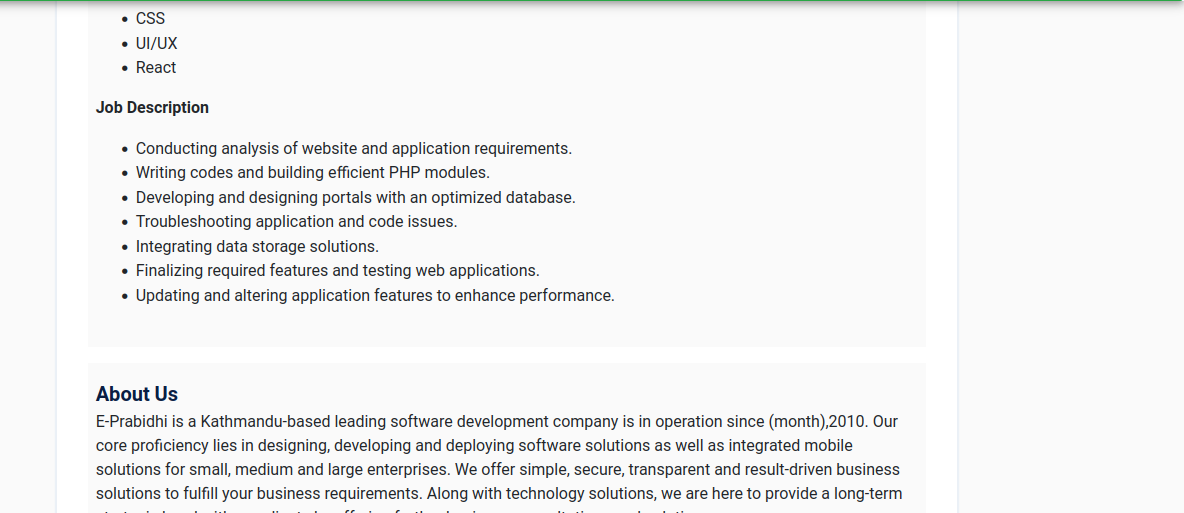 CSS
UI/UX
React
Job Description
Conducting analysis of website and application requirements.
Writing codes and building efficient PHP modules.
Developing and designing portals with an optimized database.
Troubleshooting application and code issues.
Integrating data storage solutions.
Finalizing required features and testing web applications.
Updating and altering application features to enhance performance.
About Us
E-Prabidhi is a Kathmandu-based leading software development company is in operation since (month),2010. Our
core proficiency lies in designing, developing and deploying software solutions as well as integrated mobile
solutions for small, medium and large enterprises. We offer simple, secure, transparent and result-driven business
solutions to fulfill your business requirements. Along with technology solutions, we are here to provide a long-term